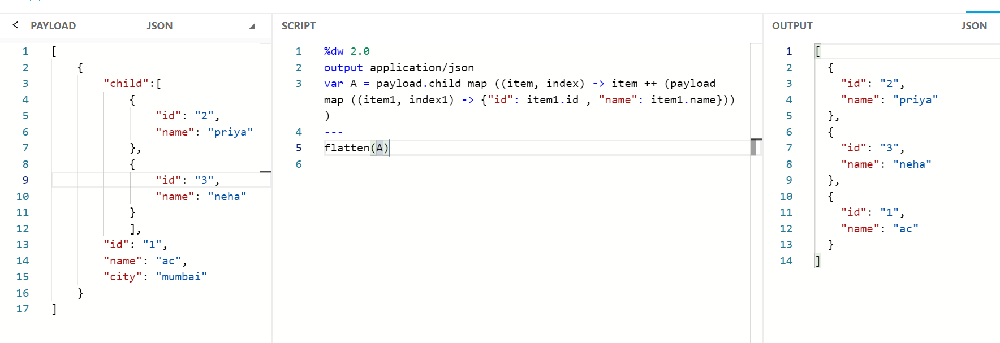 PAYLOAD JSON
1 [
2 {
3 "child":[
4 {
5 "id": "2",
6 "name": "priya"
7 },
8 {
9 "id": "3",
10 "name": "neha"
11 }
12 ],
13 "id": "1",
14 "name": "ac",
15 "city": "mumbai"
16 }
17 ]
SCRIPT
1 %dw 2.0
2 output application/json
3 var A = payload.child map ((item, index) -> item ++ (payload
map ((item1, index1) -> {"id": item1.id , "name": item1.name}))
)
4 ---
5 flatten(A)
6
OUTPUT JSON
1 [
2 {
3 "id": "2",
4 "name": "priya"
5 },
6 {
7 "id": "3",
8 "name": "neha"
9 },
10 {
11 "id": "1",
12 "name": "ac"
13 }
14 ]